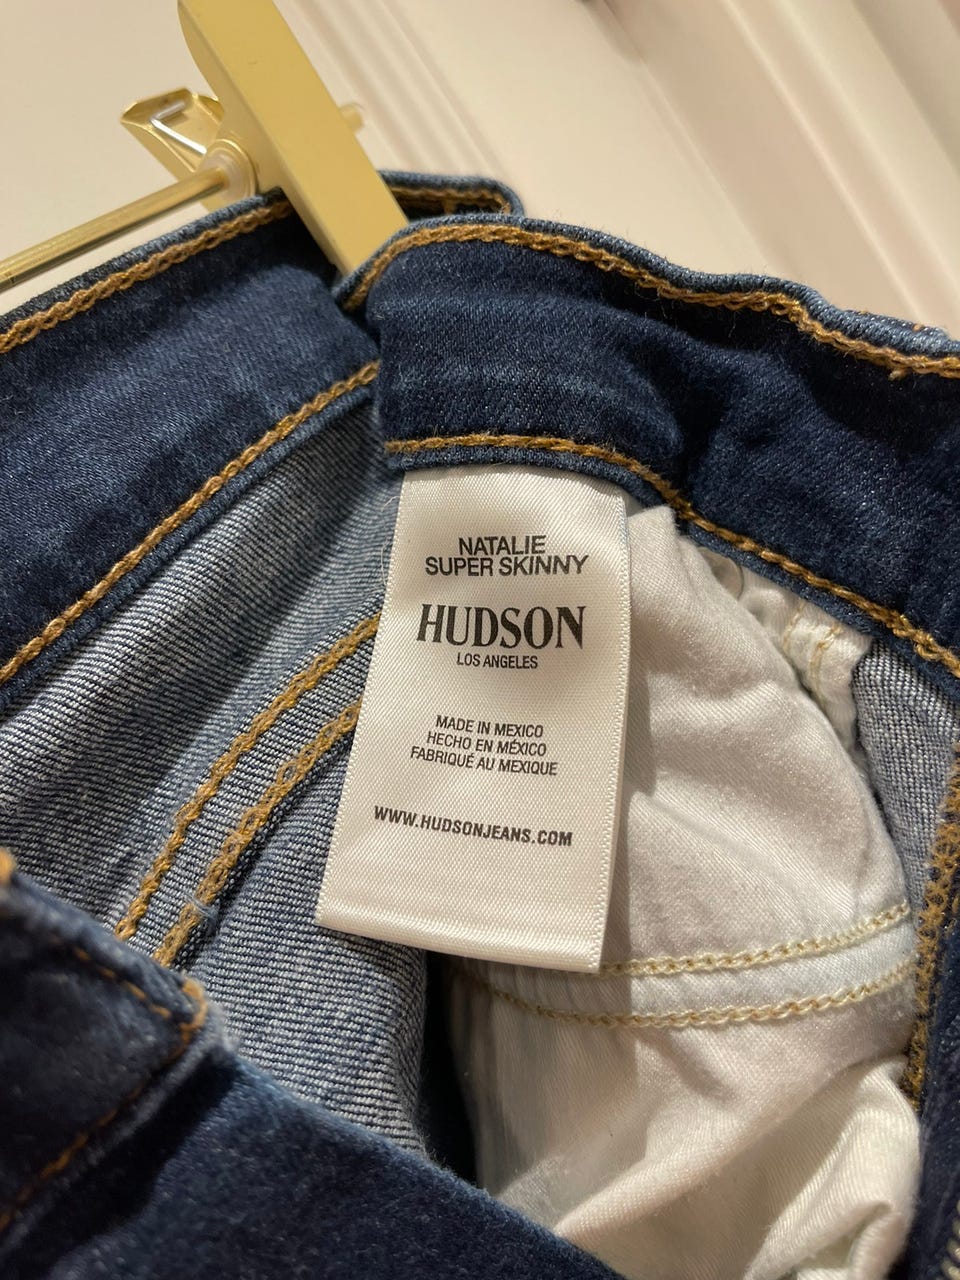 NATALIE
SUPER SKINNY
HUDSON
LOS ANGELES
MADE IN MEXICO
HECHO EN MÉXICO
FABRIQUÉ AU MEXIQUE
WWW.HUDSONJEANS.COM